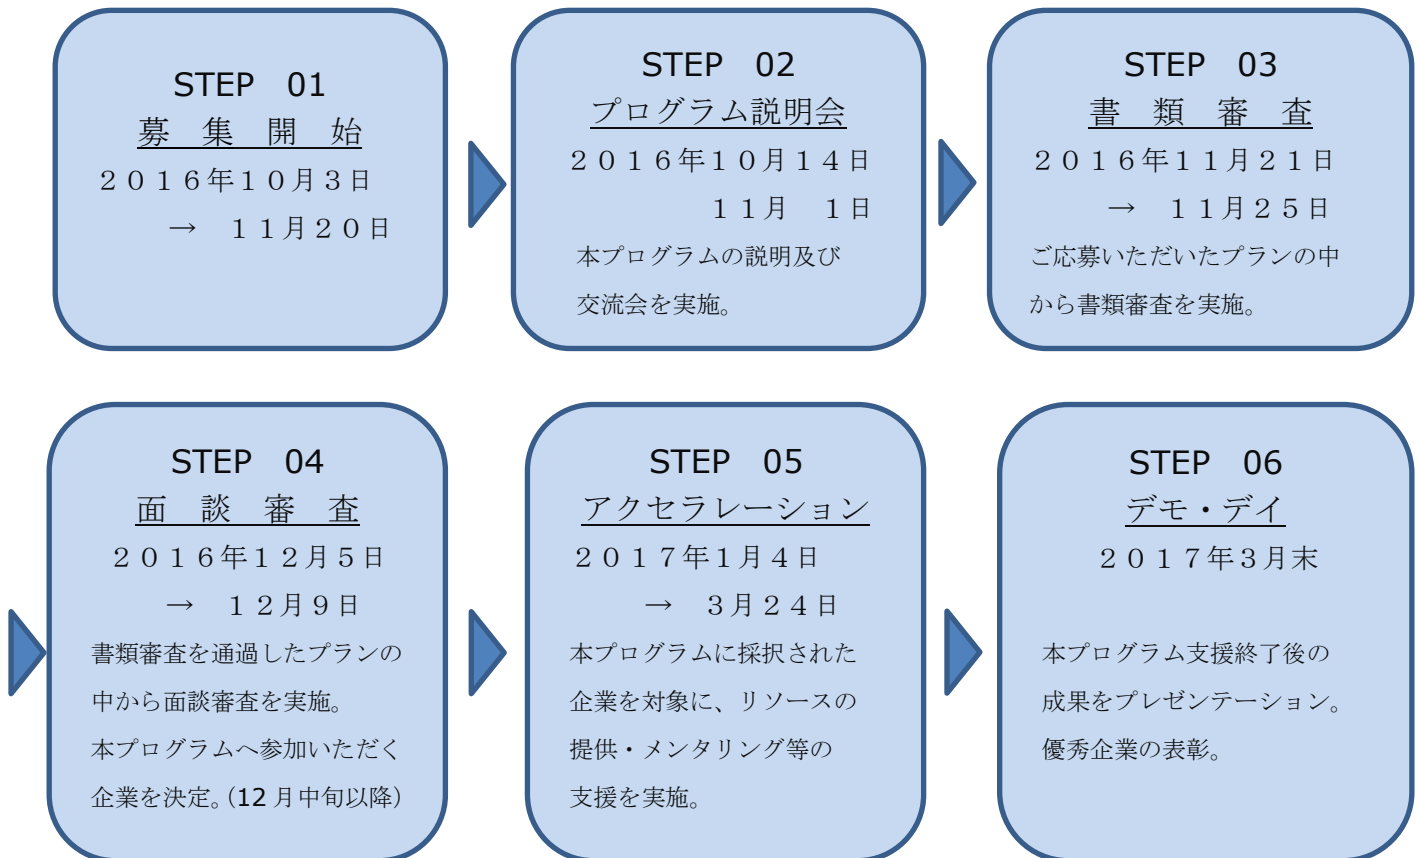 STEP 01
募 集 開 始
２０１６年１０月３日
→ １１月２０日
STEP 02
プログラム説明会
２０１６年１０月１４日
１１月 １日
本プログラムの説明及び
交流会を実施。
STEP 03
書 類 審 査
２０１６年１１月２１日
→ １１月２５日
ご応募いただいたプランの中
から書類審査を実施。
STEP 04
面 談 審 査
２０１６年１２月５日
→ １２月９日
書類審査を通過したプランの
中から面談審査を実施。
本プログラムへ参加いただく
企業を決定。（12 月中旬以降）
STEP 05
アクセラレーション
２０１７年１月４日
→ ３月２４日
本プログラムに採択された
企業を対象に、リソースの
提供・メンタリング等の
支援を実施。
STEP 06
デモ・デイ
２０１７年３月末
本プログラム支援終了後の
成果をプレゼンテーション。
優秀企業の表彰。